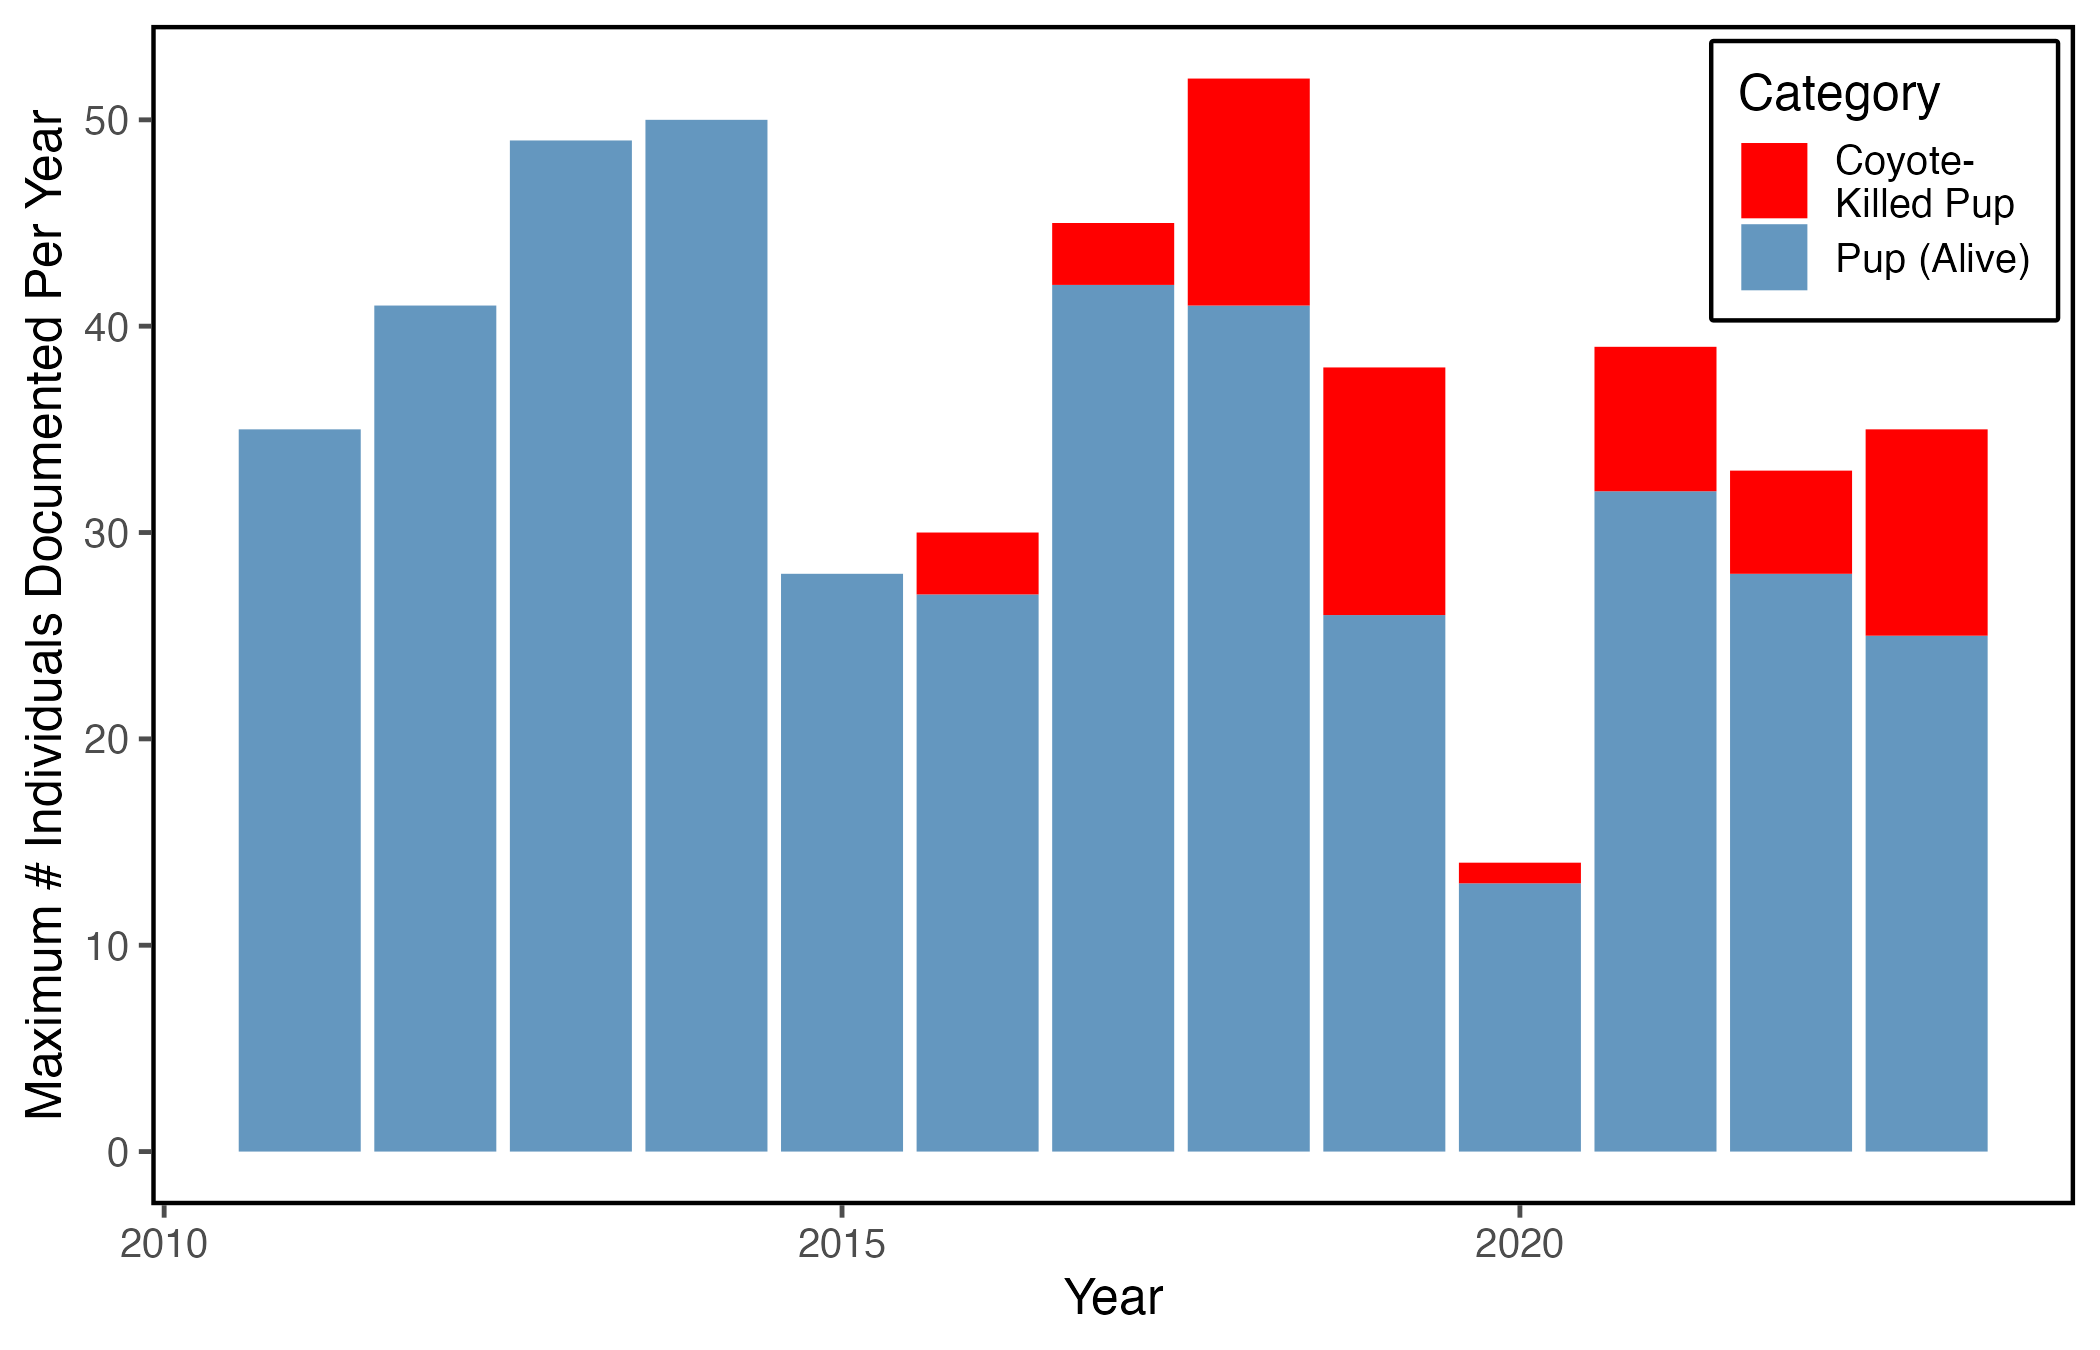 Maximum # Individuals Documented Per Year
50
40
30
20
10
0
2010
2015
2020
Year
Category
Coyote-
Killed Pup
Pup (Alive)